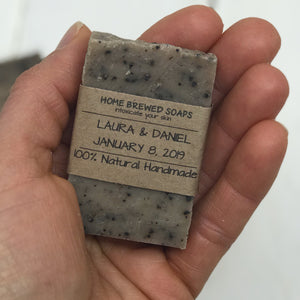 HOME BREWED SOAPS
intoxicate your skin
LAURA & DANIEL
JANUARY 8, 2019
100% Natural Handmade